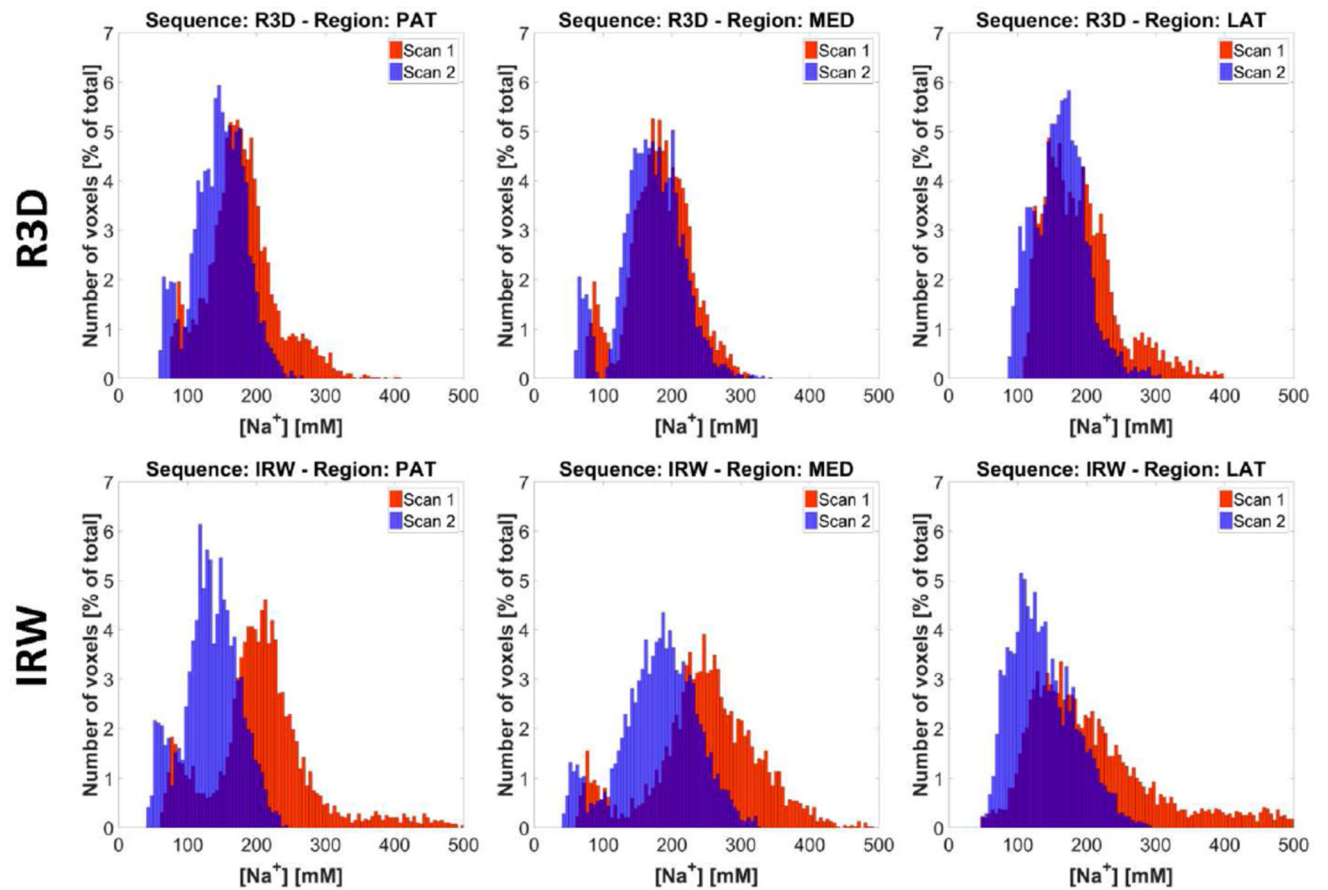 R3D
Sequence: R3D - Region: PAT
Number of voxels [% of total]
7
6
5
4
3
2
1
0
0 100 200 300 400 500
[Na+] [mM]
Scan 1
Scan 2
Sequence: R3D - Region: MED
Number of voxels [% of total]
7
6
5
4
3
2
1
0
0 100 200 300 400 500
[Na+] [mM]
Scan 1
Scan 2
Sequence: R3D - Region: LAT
Number of voxels [% of total]
7
6
5
4
3
2
1
0
0 100 200 300 400 500
[Na+] [mM]
Scan 1
Scan 2
IRW
Sequence: IRW - Region: PAT
Number of voxels [% of total]
7
6
5
4
3
2
1
0
0 100 200 300 400 500
[Na+] [mM]
Scan 1
Scan 2
Sequence: IRW - Region: MED
Number of voxels [% of total]
7
6
5
4
3
2
1
0
0 100 200 300 400 500
[Na+] [mM]
Scan 1
Scan 2
Sequence: IRW - Region: LAT
Number of voxels [% of total]
7
6
5
4
3
2
1
0
0 100 200 300 400 500
[Na+] [mM]
Scan 1
Scan 2